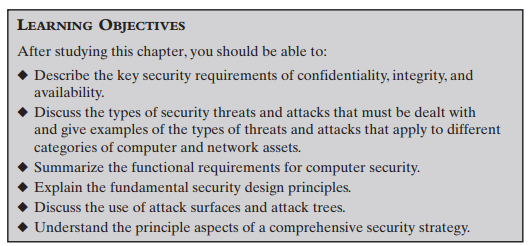 LEARNING OBJECTIVES
After studying this chapter, you should be able to:
◆ Describe the key security requirements of confidentiality, integrity, and
availability.
◆ Discuss the types of security threats and attacks that must be dealt with
and give examples of the types of threats and attacks that apply to different
categories of computer and network assets.
◆ Summarize the functional requirements for computer security.
◆ Explain the fundamental security design principles.
◆ Discuss the use of attack surfaces and attack trees.
◆ Understand the principle aspects of a comprehensive security strategy.